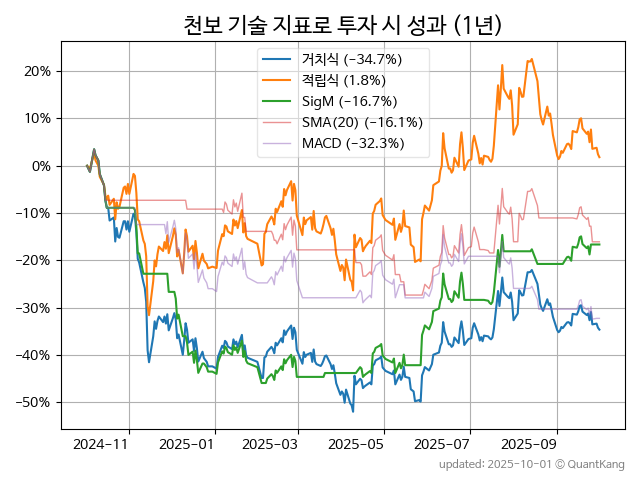 천보 기술 지표로 투자 시 성과 (1년)
거치식 (−34.7%)
적립식 (1.8%)
SigM (−16.7%)
SMA(20) (−16.1%)
MACD (−32.3%)
20%
10%
0%
−10%
−20%
−30%
−40%
−50%
2024-11 2025-01 2025-03 2025-05 2025-07 2025-09
updated: 2025-10-01 © QuantKang